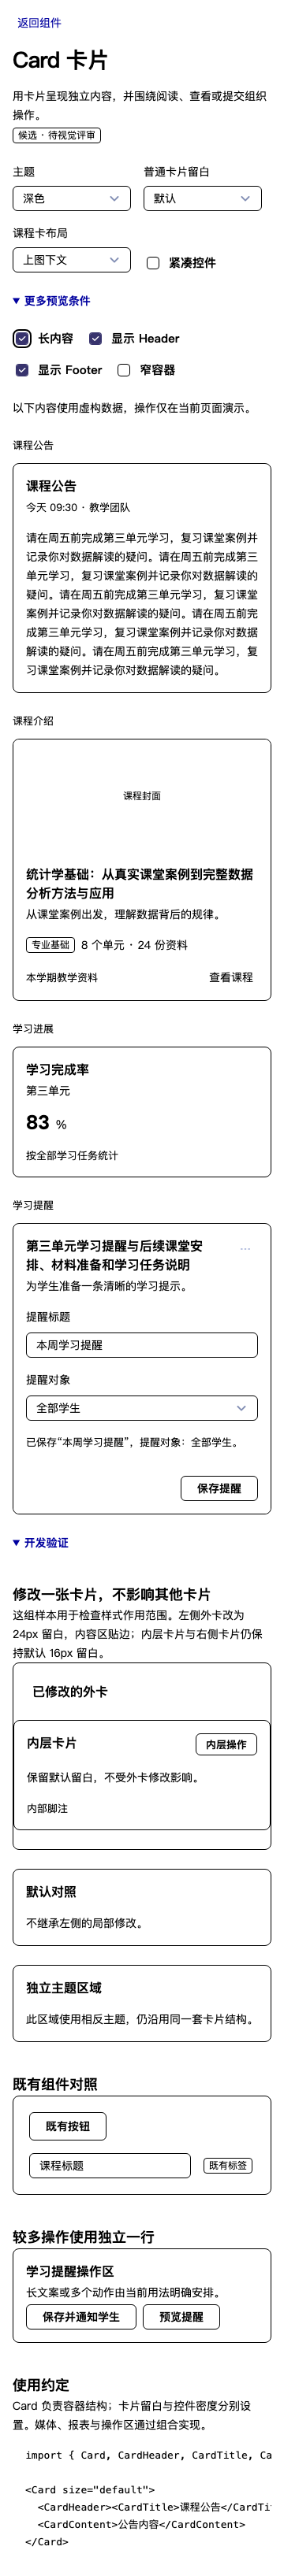 返回组件
Card 卡片
用卡片呈现独立内容，并围绕阅读、查看或提交组织
操作。
候选 · 待视觉评审
主题
普通卡片留白
深色
默认
课程卡布局
上图下文
紧凑控件
▼ 更多预览条件
长内容
显示 Header
显示 Footer
窄容器
以下内容使用虚构数据，操作仅在当前页面演示。
课程公告
课程公告
今天 09:30 · 教学团队
请在周五前完成第三单元学习，复习课堂案例并
记录你对数据解读的疑问。请在周五前完成第三
单元学习，复习课堂案例并记录你对数据解读的
疑问。请在周五前完成第三单元学习，复习课堂
案例并记录你对数据解读的疑问。请在周五前完
成第三单元学习，复习课堂案例并记录你对数据
解读的疑问。请在周五前完成第三单元学习，复
习课堂案例并记录你对数据解读的疑问。
课程介绍
课程封面
统计学基础：从真实课堂案例到完整数据
分析方法与应用
从课堂案例出发，理解数据背后的规律。
专业基础
8 个单元 · 24 份资料
本学期教学资料
查看课程
学习进展
学习完成率
第三单元
83 %
按全部学习任务统计
学习提醒
第三单元学习提醒与后续课堂安
排、材料准备和学习任务说明
...
为学生准备一条清晰的学习提示。
提醒标题
本周学习提醒
提醒对象
全部学生
已保存“本周学习提醒”，提醒对象：全部学生。
保存提醒
▼ 开发验证
修改一张卡片，不影响其他卡片
这组样本用于检查样式作用范围。左侧外卡改为
24px 留白，内容区贴边；内层卡片与右侧卡片仍保
持默认 16px 留白。
已修改的外卡
内层卡片
内层操作
保留默认留白，不受外卡修改影响。
内部脚注
默认对照
不继承左侧的局部修改。
独立主题区域
此区域使用相反主题，仍沿用同一套卡片结构。
既有组件对照
既有按钮
课程标题
既有标签
较多操作使用独立一行
学习提醒操作区
长文案或多个动作由当前用法明确安排。
保存并通知学生
预览提醒
使用约定
Card 负责容器结构；卡片留白与控件密度分别设
置。媒体、报表与操作区通过组合实现。
import { Card, CardHeader, CardTitle, Ca
<Card size="default">
<CardHeader><CardTitle>课程公告</CardTi
<CardContent>公告内容</CardContent>
</Card>